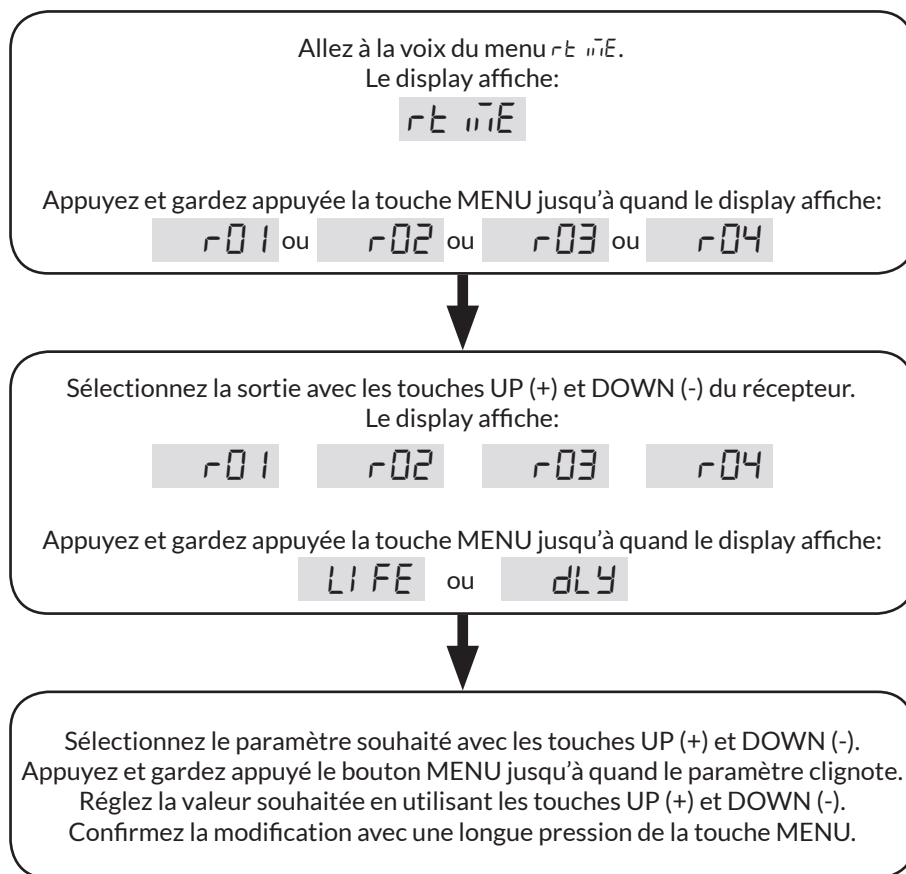 Allez à la voix du menu rt ime.
Le display affiche:
rt imE
Appuyez et gardez appuyée la touche MENU jusqu'à quand le display affiche:
r01 ou r02 ou r03 ou r04
Sélectionnez la sortie avec les touches UP (+) et DOWN (-) du récepteur.
Le display affiche:
r01 r02 r03 r04
Appuyez et gardez appuyée la touche MENU jusqu'à quand le display affiche:
LIFE ou dLY
Sélectionnez le paramètre souhaité avec les touches UP (+) et DOWN (-).
Appuyez et gardez appuyé le bouton MENU jusqu'à quand le paramètre clignote.
Réglez la valeur souhaitée en utilisant les touches UP (+) et DOWN (-).
Confirmez la modification avec une longue pression de la touche MENU.